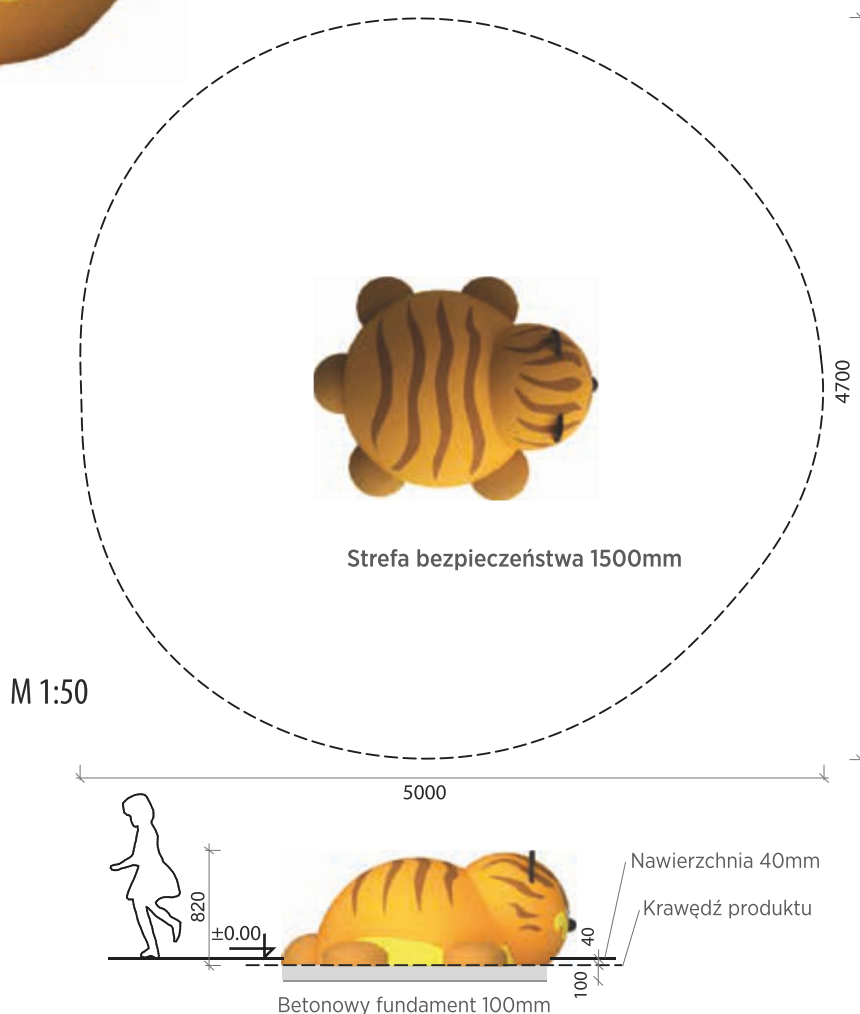 4700
Strefa bezpieczeństwa 1500mm
M 1:50
5000
Nawierzchnia 40mm
Krawędź produktu
820
±0.00
40
100
Betonowy fundament 100mm